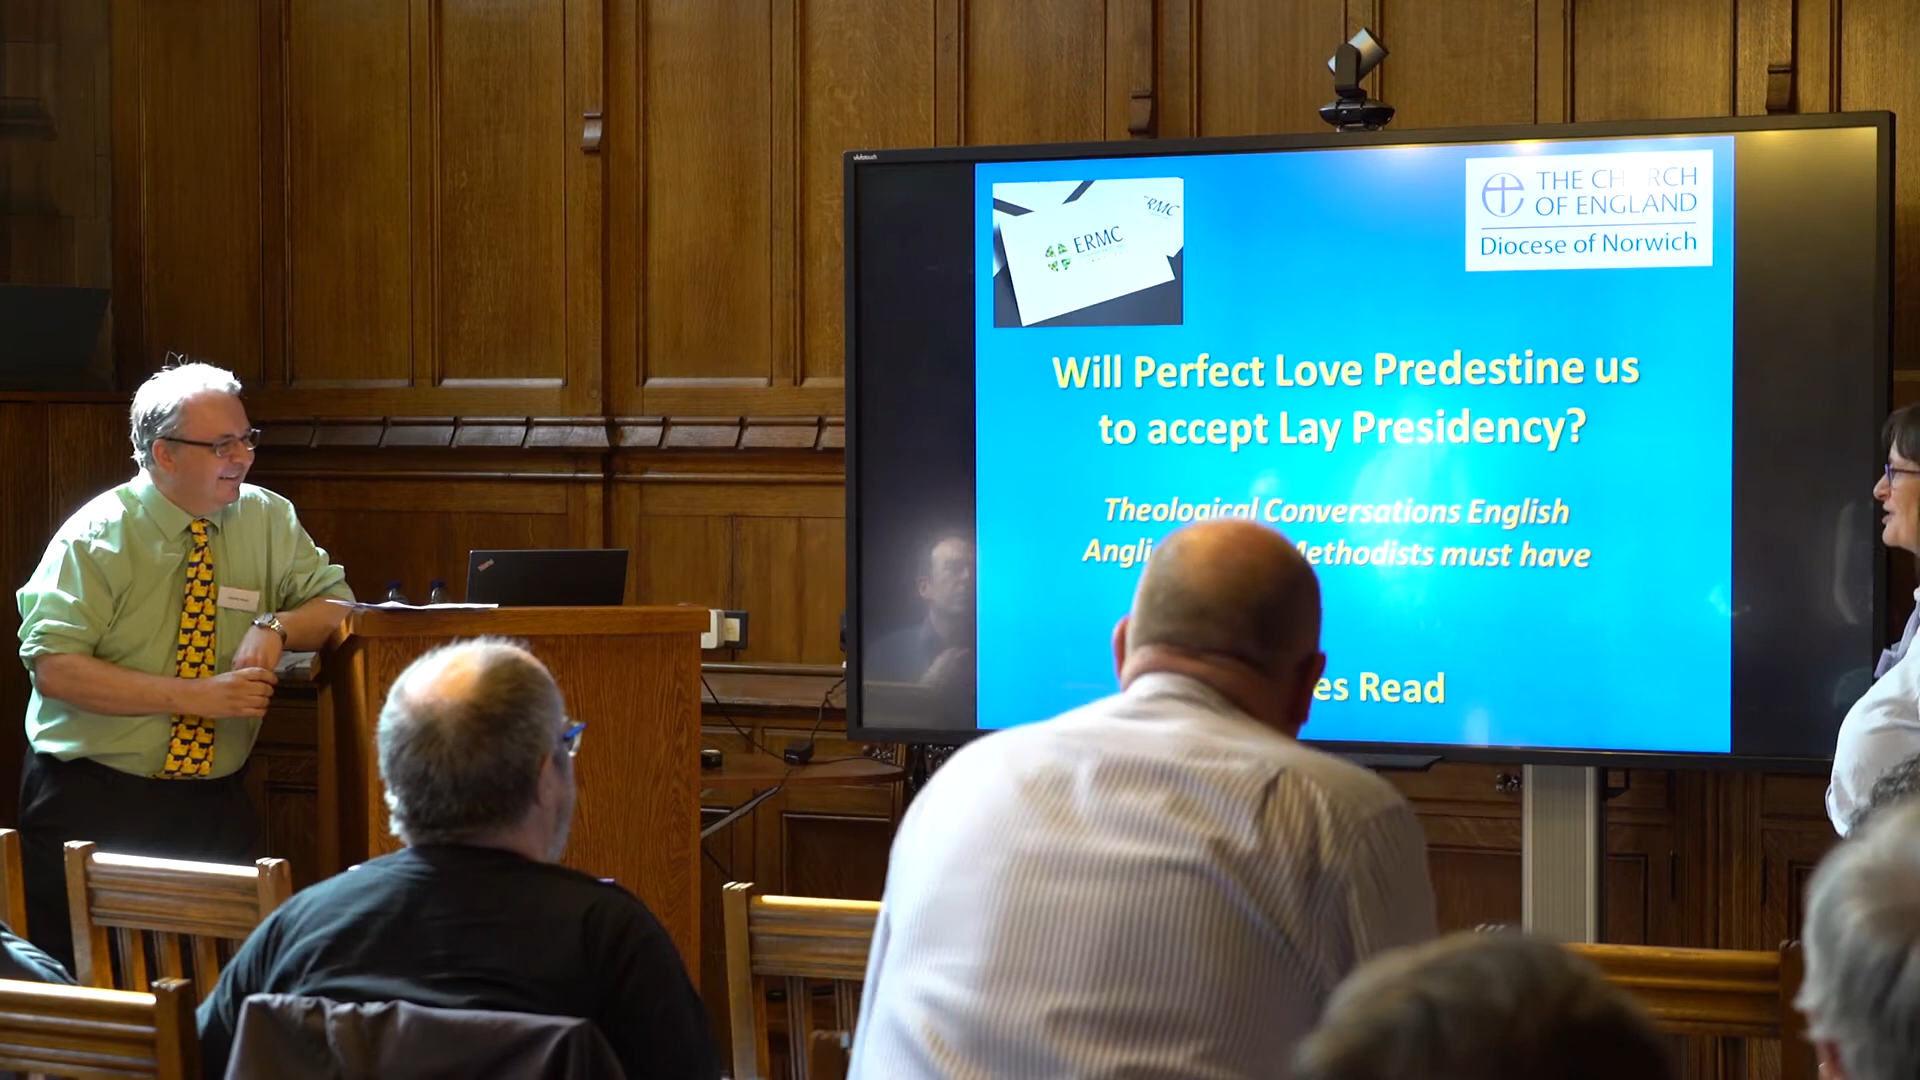 THE CH RCH
OF ENGLAND
Diocese of Norwich
ERMC
RMC
Will Perfect Love Predestine us
to accept Lay Presidency?
Theological Conversations English
Angli ethodists must have
es Read